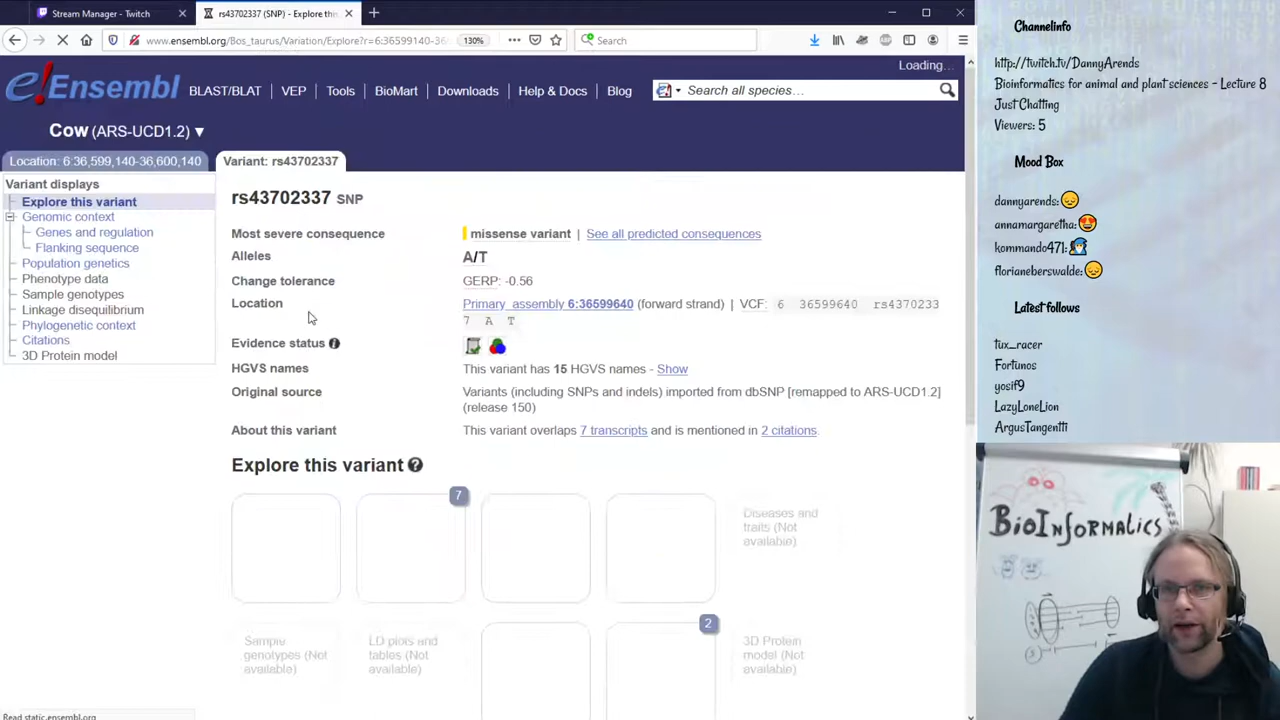 Stream Manager - Twitch
rs43702337 (SNP) - Explore this
www.ensembl.org/Bos_taurus/Variation/Explore?r=6:36599140-36
130%
Search
Loading...
e!Ensembl
BLAST/BLAT
VEP
Tools
BioMart
Downloads
Help & Docs
Blog
Search all species...
Cow (ARS-UCD1.2) ▼
Location: 6:36,599,140-36,600,140
Variant: rs43702337
Variant displays
Explore this variant
Genomic context
Genes and regulation
Flanking sequence
Population genetics
Phenotype data
Sample genotypes
Linkage disequilibrium
Phylogenetic context
Citations
3D Protein model
rs43702337 SNP
Most severe consequence
missense variant | See all predicted consequences
Alleles
A/T
Change tolerance
GERP: -0.56
Location
Primary_assembly 6:36599640 (forward strand) | VCF: 6 36599640 rs4370233
7 A T
Evidence status
HGVS names
This variant has 15 HGVS names - Show
Original source
Variants (including SNPs and indels) imported from dbSNP [remapped to ARS-UCD1.2]
(release 150)
About this variant
This variant overlaps 7 transcripts and is mentioned in 2 citations.
Explore this variant
7
Diseases and
traits (Not
available)
Sample
genotypes (Not
available)
LD plots and
tables (Not
available)
2
3D Protein
model (Not
available)
Read static.ensembl.org
Channelinfo
http://twitch.tv/DannyArends
Bioinformatics for animal and plant sciences - Lecture 8
Just Chatting
Viewers: 5
Mood Box
dannyarends:
annamargaretha:
kommando471:
florianeberswalde:
Latest follows
tux_racer
Fortunos
yosif9
LazyLoneLion
ArgusTangentti
BioInformatics